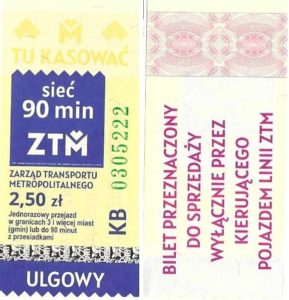 TU KASOWAĆ
sieć
90 min
ZTM
ZARZĄD TRANSPORTU
METROPOLITALNEGO
2,50 zł
Jednorazowy przejazd
w granicach 3 i więcej miast
(gmin) lub do 90 minut
z przesiadkami
KB 0305222
ULGOWY
BILET PRZEZNACZONY
DO SPRZEDAŻY
WYŁĄCZNIE PRZEZ
KIERUJĄCEGO
POJAZDEM LINII ZTM